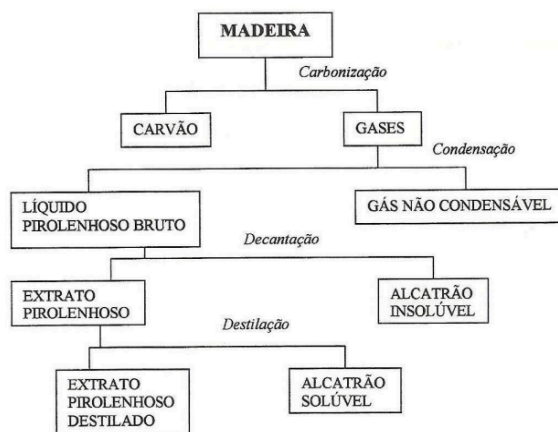 MADEIRA
Carbonização
CARVÃO
GASES
Condensação
LÍQUIDO
PIROLENHOSO BRUTO
GÁS NÃO CONDENSÁVEL
Decantação
EXTRATO
PIROLENHOSO
ALCATRÃO
INSOLÚVEL
Destilação
EXTRATO
PIROLENHOSO
DESTILADO
ALCATRÃO
SOLÚVEL